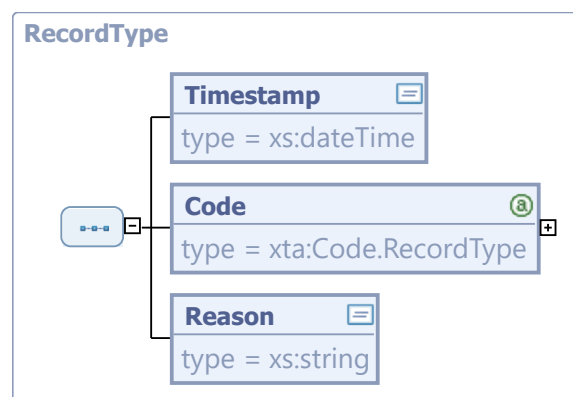 RecordType
Timestamp
type = xs:dateTime
Code
type = xta:Code.RecordType
Reason
type = xs:string